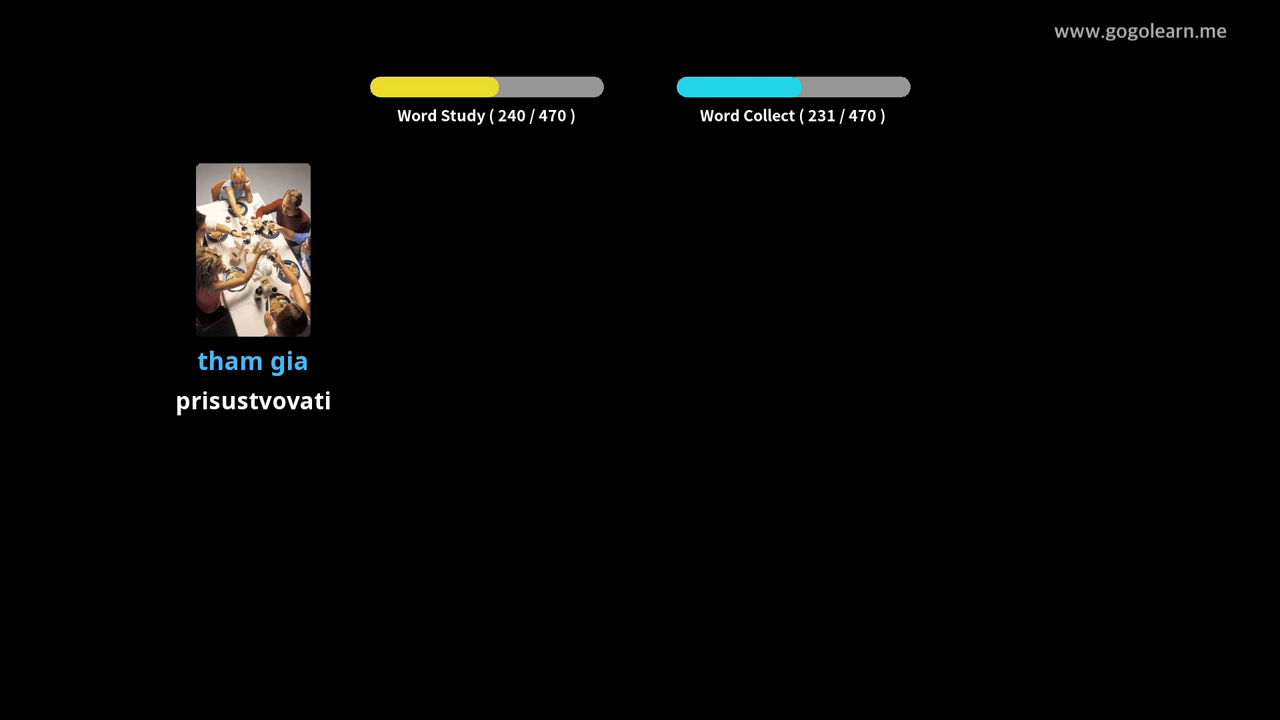 www.gogolearn.me
Word Study ( 240 / 470 )
Word Collect ( 231 / 470 )
tham gia
prisustvovati